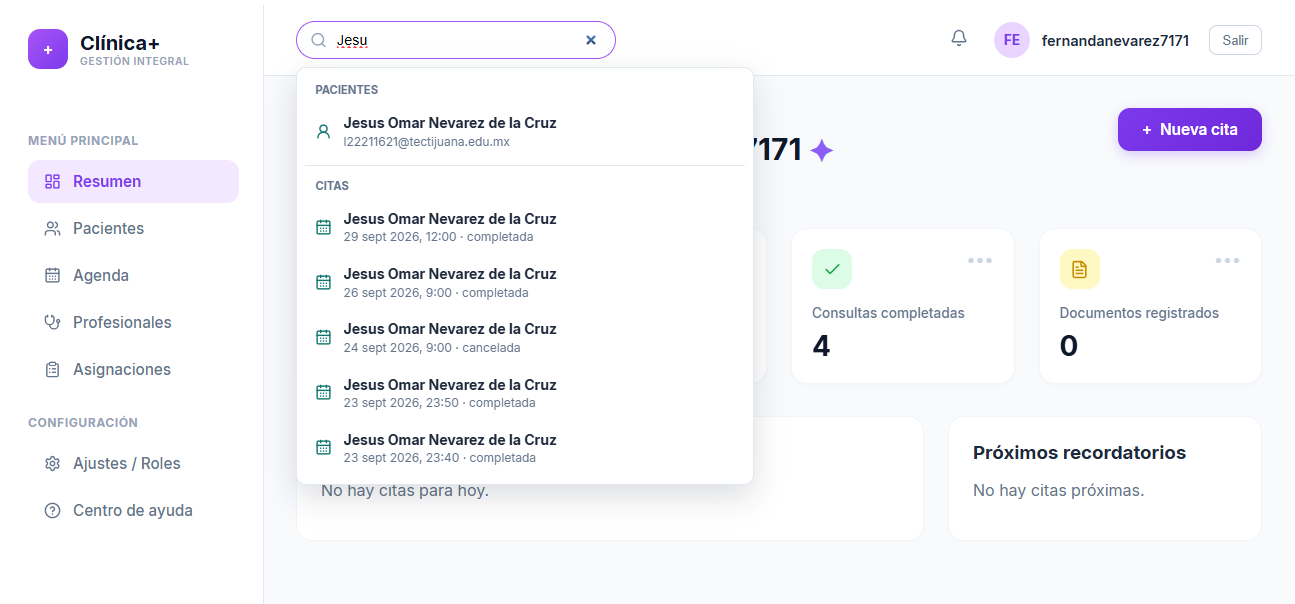 +
Clínica+
GESTIÓN INTEGRAL
MENÚ PRINCIPAL
Resumen
Pacientes
Agenda
Profesionales
Asignaciones
CONFIGURACIÓN
Ajustes / Roles
Centro de ayuda
Jesu
FE
fernandanevarez7171
Salir
PACIENTES
Jesus Omar Nevarez de la Cruz
l22211621@tectijuana.edu.mx
CITAS
Jesus Omar Nevarez de la Cruz
29 sept 2026, 12:00 · completada
Jesus Omar Nevarez de la Cruz
26 sept 2026, 9:00 · completada
Jesus Omar Nevarez de la Cruz
24 sept 2026, 9:00 · cancelada
Jesus Omar Nevarez de la Cruz
23 sept 2026, 23:50 · completada
Jesus Omar Nevarez de la Cruz
23 sept 2026, 23:40 · completada
7171
+ Nueva cita
Consultas completadas
4
Documentos registrados
0
No hay citas para hoy.
Próximos recordatorios
No hay citas próximas.